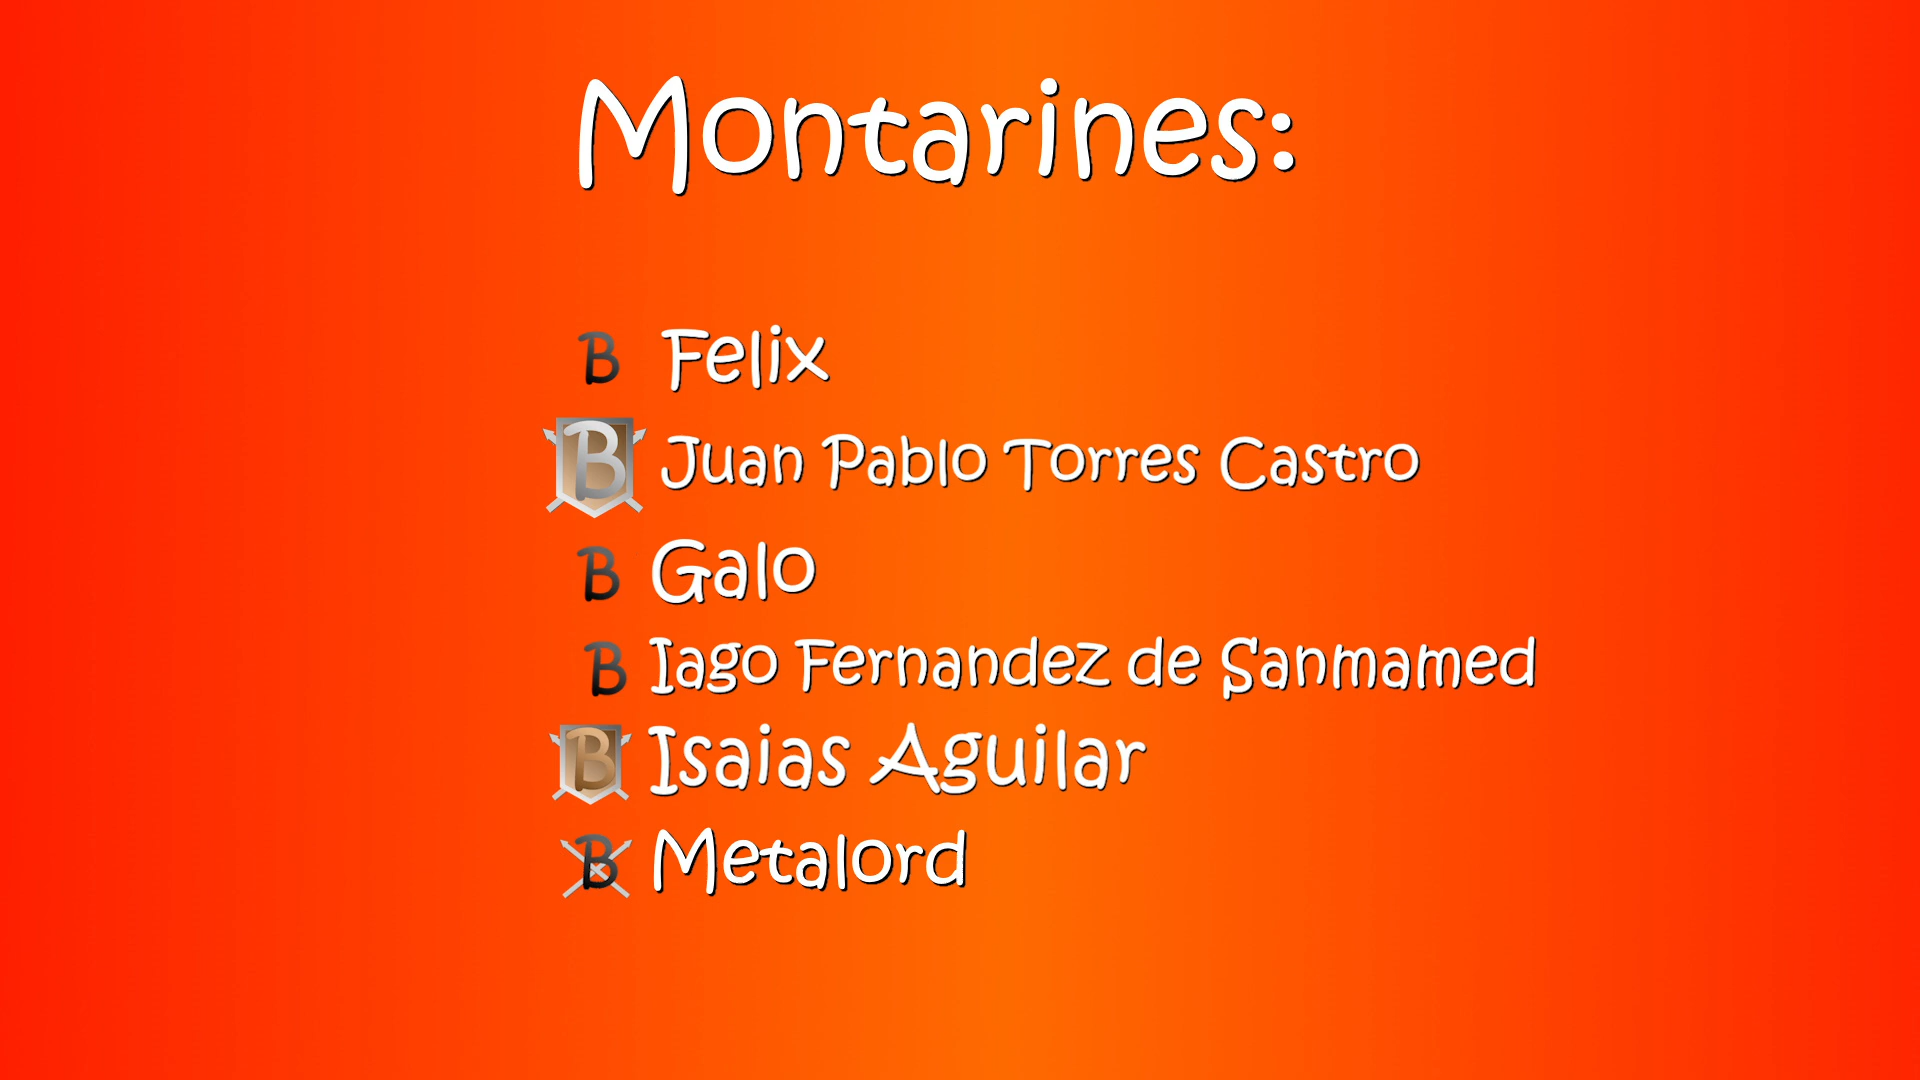 Montarines:
B Felix
B Juan Pablo Torres Castro
B Galo
B Iago Fernandez de Sanmamed
B Isaias Aguilar
B Metalord